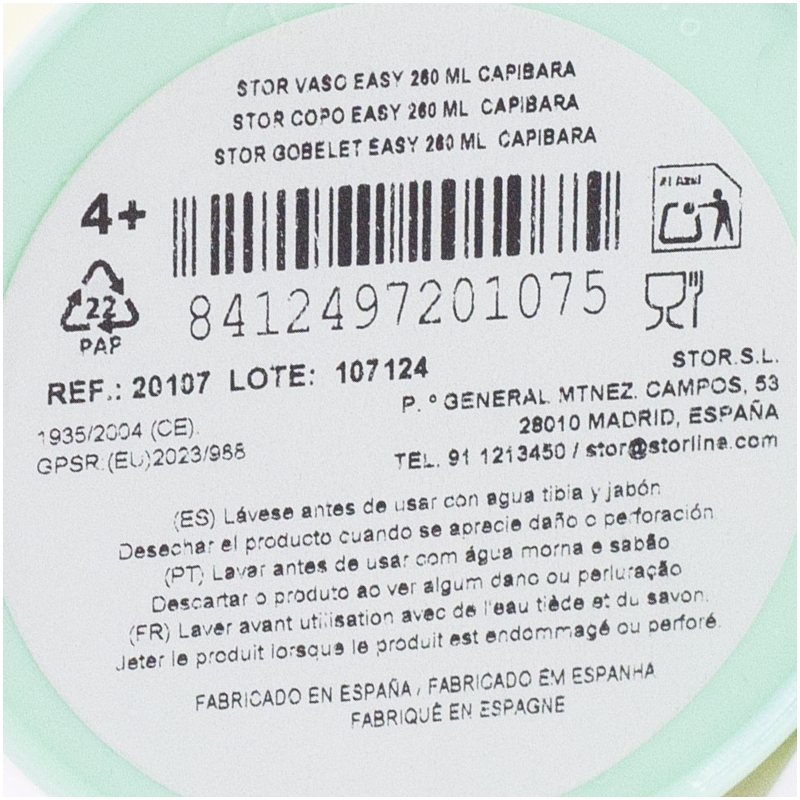 STOR VASO EASY 260 ML CAPIBARA
STOR COPO EASY 260 ML CAPIBARA
STOR GOBELET EASY 260 ML CAPIBARA
4+
Al Azul
8412497201075
22
PAP
REF.: 20107 LOTE: 107124
STOR.S.L.
P. º GENERAL MTNEZ. CAMPOS, 53
28010 MADRID, ESPAÑA
TEL. 91 1213450 / stor@storline.com
1935/2004 (CE).
GPSR:(EU)2023/988
(ES) Lávese antes de usar con agua tibia y jabón
Desechar el producto cuando se aprecie daño o perforación
(PT) Lavar antes de usar com água morna e sabão
Descartar o produto ao ver algum dano ou perfuração
(FR) Laver avant utilisation avec de l'eau tiède et du savon.
Jeter le produit lorsque le produit est endommagé ou perforé.
FABRICADO EN ESPAÑA / FABRICADO EM ESPANHA
FABRIQUÉ EN ESPAGNE